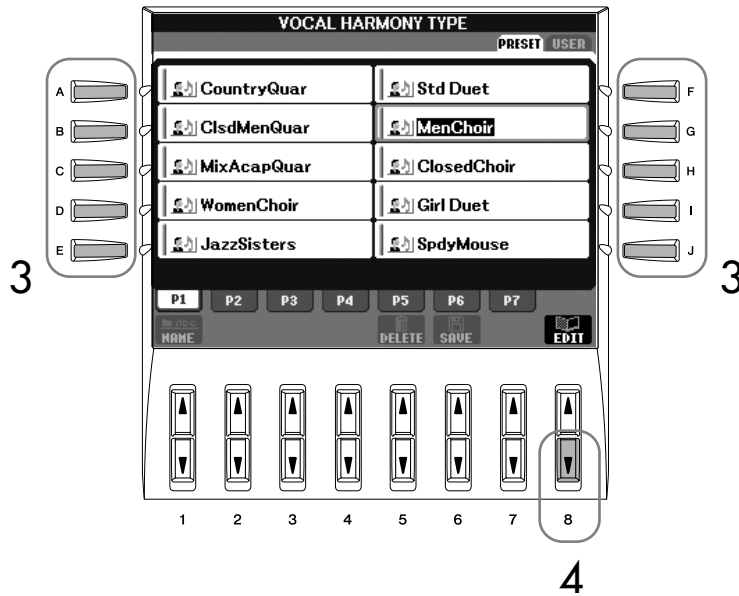 VOCAL HARMONY TYPE
PRESET USER
A CountryQuar Std Duet F
B ClsdMenQuar MenChoir G
C MixAcapQuar ClosedChoir H
D WomenChoir Girl Duet I
E JazzSisters SpdyMouse J
3 3
P1 P2 P3 P4 P5 P6 P7
NAME DELETE SAVE EDIT
1 2 3 4 5 6 7 8
4